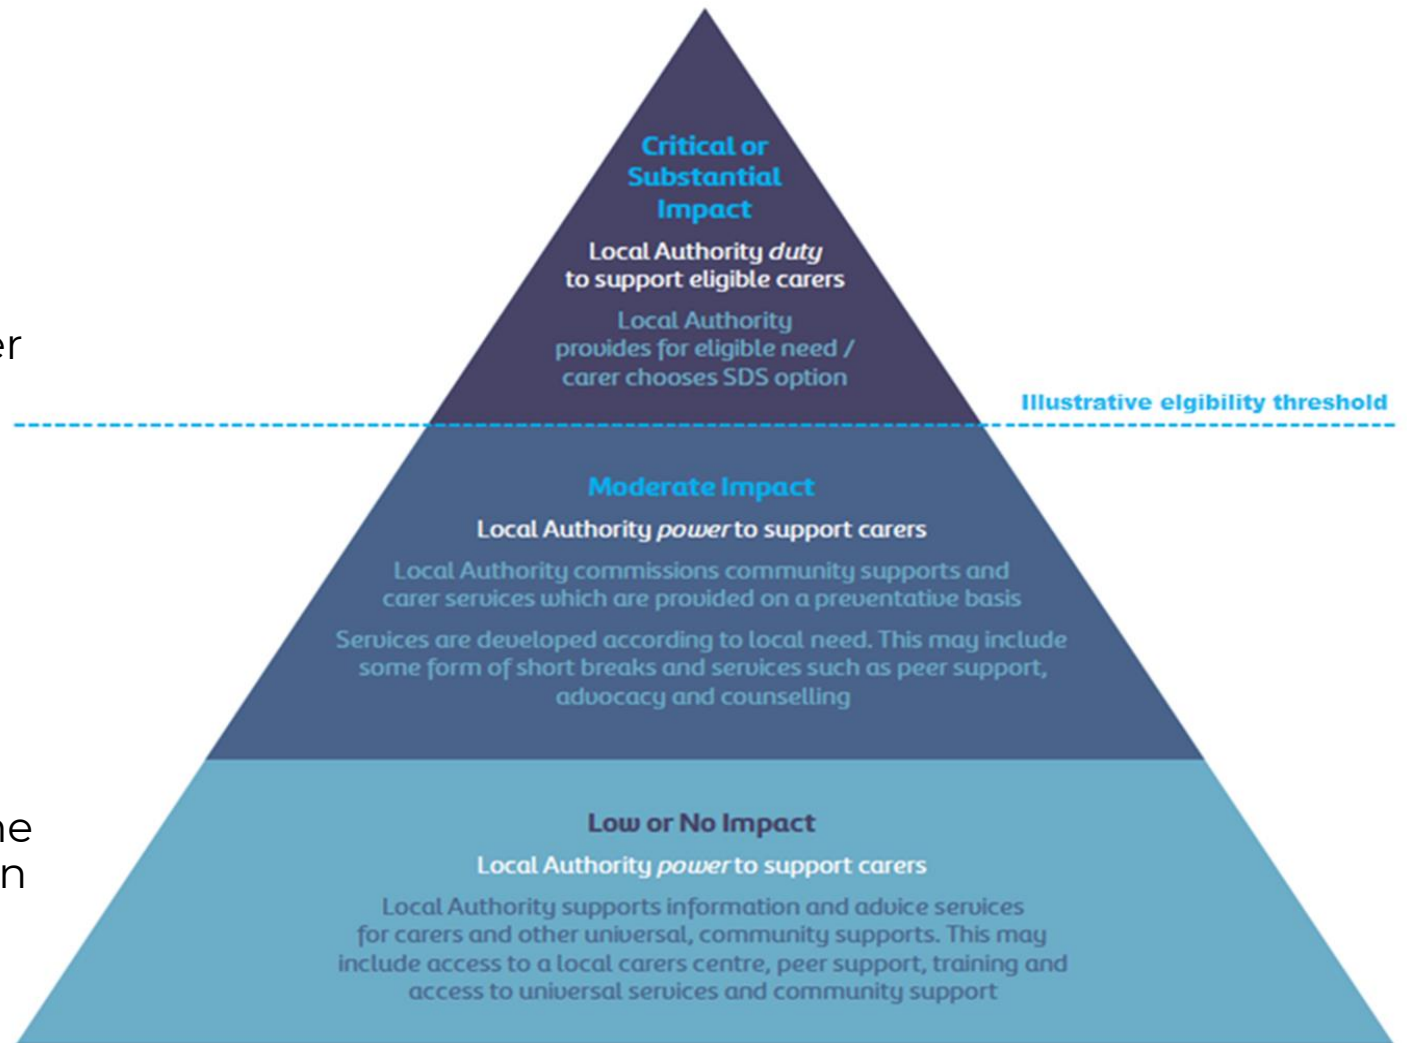 Critical or
Substantial
Impact
Local Authority duty
to support eligible carers
Local Authority
provides for eligible need /
carer chooses SDS option
er
Illustrative elgibility threshold
Moderate Impact
Local Authority power to support carers
Local Authority commissions community supports and
carer services which are provided on a preventative basis
Services are developed according to local need. This may include
some form of short breaks and services such as peer support,
advocacy and counselling
ne
n
Low or No Impact
Local Authority power to support carers
Local Authority supports information and advice services
for carers and other universal, community supports. This may
include access to a local carers centre, peer support, training and
access to universal services and community support